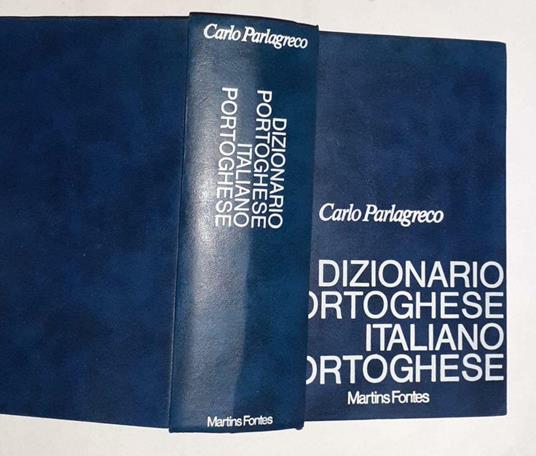 Carlo Parlagreco
DIZIONARIO
PORTOGHESE
ITALIANO
PORTOGHESE
Martins Fontes
Carlo Parlagreco
DIZIONARIO
ORTOGHESE
ITALIANO
ORTOGHESE
Martins Fontes